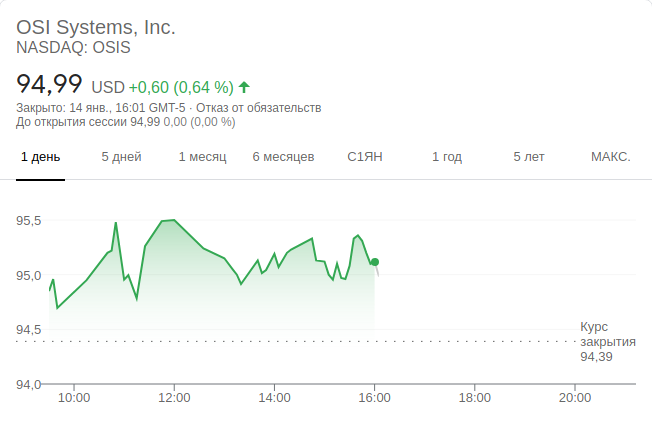 OSI Systems, Inc.
NASDAQ: OSIS
94,99 USD +0,60 (0,64 %)
Закрыто: 14 янв., 16:01 GMT-5 · Отказ от обязательств
До открытия сессии 94,99 0,00 (0,00 %)
1 день 5 дней 1 месяц 6 месяцев С1ЯН 1 год 5 лет МАКС.
95,5
95,0
94,5
Курс
закрытия
94,39
94,0
10:00 12:00 14:00 16:00 18:00 20:00